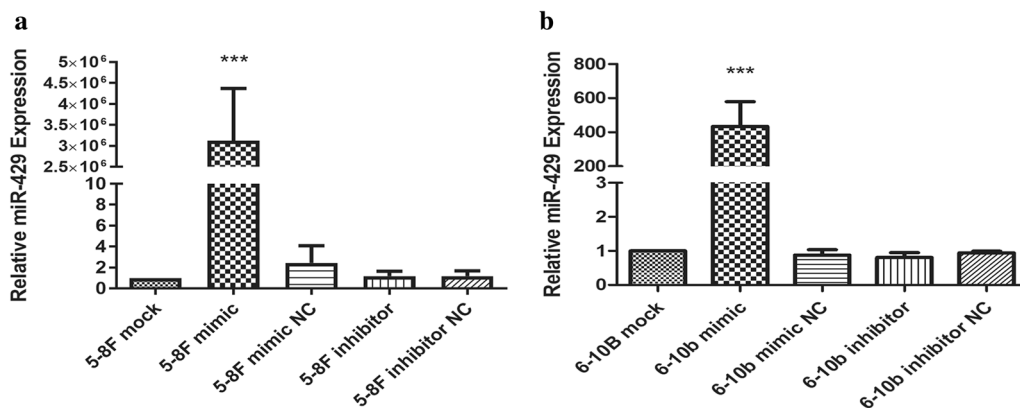 a
Relative miR-429 Expression
5×10⁶
4.5×10⁶
4×10⁶
3.5×10⁶
3×10⁶
2.5×10⁶
10
8
6
4
2
0
***
5-8F mock
5-8F mimic
5-8F mimic NC
5-8F inhibitor
5-8F inhibitor NC
b
Relative miR-429 Expression
800
600
400
200
3
2
1
0
***
6-10B mock
6-10b mimic
6-10b mimic NC
6-10b inhibitor
6-10b inhibitor NC